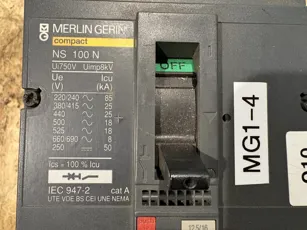 MERLIN GERIN
compact
NS 100 N
Ui750V Uimp8kV
Ue Icu
(V) (kA)
220/240 85
380/415 25
440 25
500 18
525 18
660/690 8
250 50
Ics = 100 % Icu
IEC 947-2 cat A
UTE VDE BS CEI UNE NEMA
OFF
MG1-4